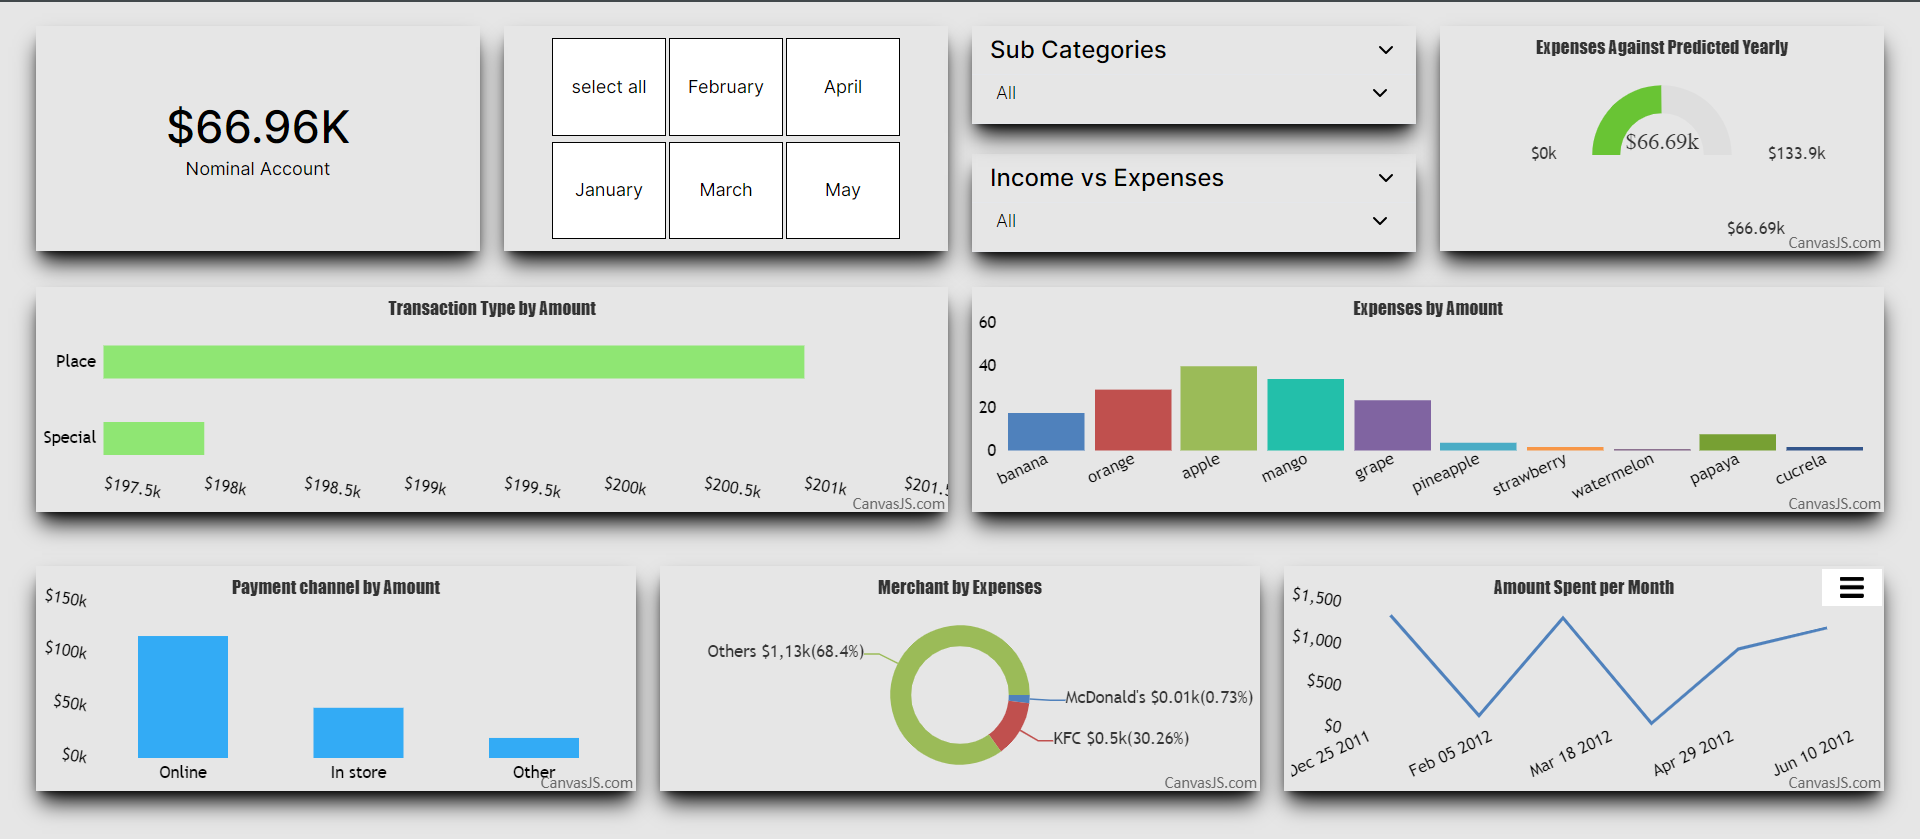 $66.96K
Nominal Account
select all
February
April
January
March
May
Sub Categories
All
Income vs Expenses
All
Expenses Against Predicted Yearly
$66.69k
$0k
$133.9k
$66.69k
CanvasJS.com
Transaction Type by Amount
Place
Special
$197.5k
$198k
$198.5k
$199k
$199.5k
$200k
$200.5k
$201k
$201.5
CanvasJS.com
Expenses by Amount
60
40
20
0
banana
orange
apple
mango
grape
pineapple
strawberry
watermelon
papaya
cucrela
CanvasJS.com
Payment channel by Amount
$150k
$100k
$50k
$0k
Online
In store
Other
CanvasJS.com
Merchant by Expenses
Others $1,13k(68.4%)
McDonald's $0.01k(0.73%)
KFC $0.5k(30.26%)
CanvasJS.com
Amount Spent per Month
$1,500
$1,000
$500
$0
Dec 25 2011
Feb 05 2012
Mar 18 2012
Apr 29 2012
Jun 10 2012
CanvasJS.com